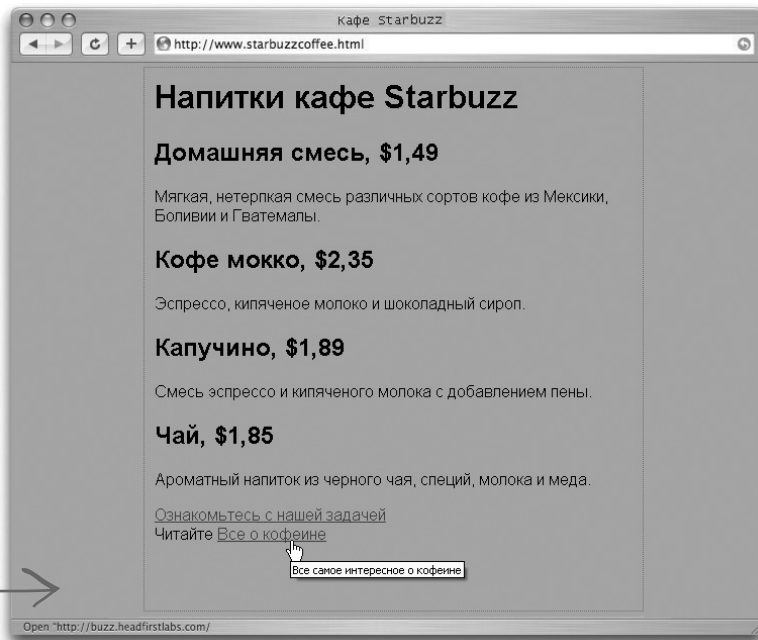 Кафе Starbuzz
http://www.starbuzzcoffee.html
Напитки кафе Starbuzz
Домашняя смесь, $1,49
Мягкая, нетерпкая смесь различных сортов кофе из Мексики,
Боливии и Гватемалы.
Кофе мокко, $2,35
Эспрессо, кипяченое молоко и шоколадный сироп.
Капучино, $1,89
Смесь эспрессо и кипяченого молока с добавлением пены.
Чай, $1,85
Ароматный напиток из черного чая, специй, молока и меда.
Ознакомьтесь с нашей задачей
Читайте Все о кофеине
Все самое интересное о кофеине
Open "http://buzz.headfirstlabs.com/